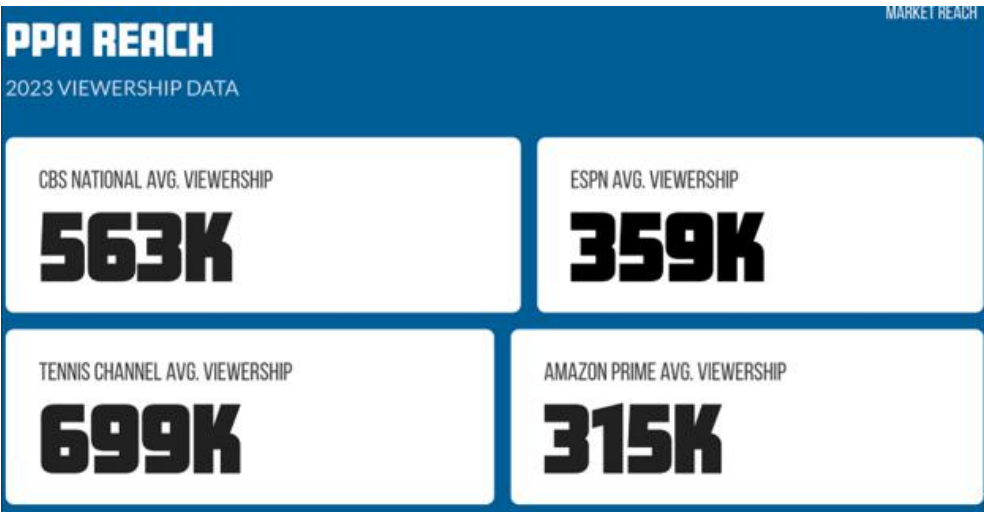 MARKET REACH
PPA REACH
2023 VIEWERSHIP DATA
CBS NATIONAL AVG. VIEWERSHIP
563K
ESPN AVG. VIEWERSHIP
359K
TENNIS CHANNEL AVG. VIEWERSHIP
699K
AMAZON PRIME AVG. VIEWERSHIP
315K